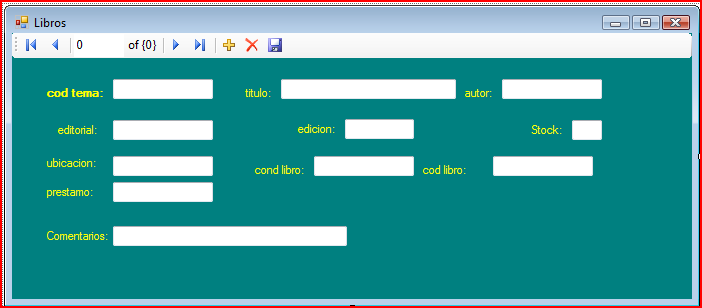 Libros
0 of {0}
cod tema: titulo: autor:
editorial: edicion: Stock:
ubicacion: cond libro: cod libro:
prestamo:
Comentarios: